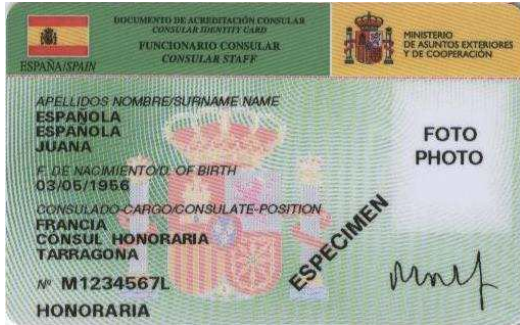 DOCUMENTO DE ACREDITACIÓN CONSULAR
CONSULAR IDENTITY CARD
FUNCIONARIO CONSULAR
CONSULAR STAFF
ESPAÑA/SPAIN
MINISTERIO
DE ASUNTOS EXTERIORES
Y DE COOPERACIÓN
APELLIDOS NOMBRE/SURNAME NAME
ESPAÑOLA
ESPAÑOLA
JUANA
F. DE NACIMIENTO/D. OF BIRTH
03/05/1956
CONSULADO-CARGO/CONSULATE-POSITION
FRANCIA
CÓNSUL HONORARIA
TARRAGONA
Nº M1234567L
HONORARIA
FOTO
PHOTO
ESPECIMEN